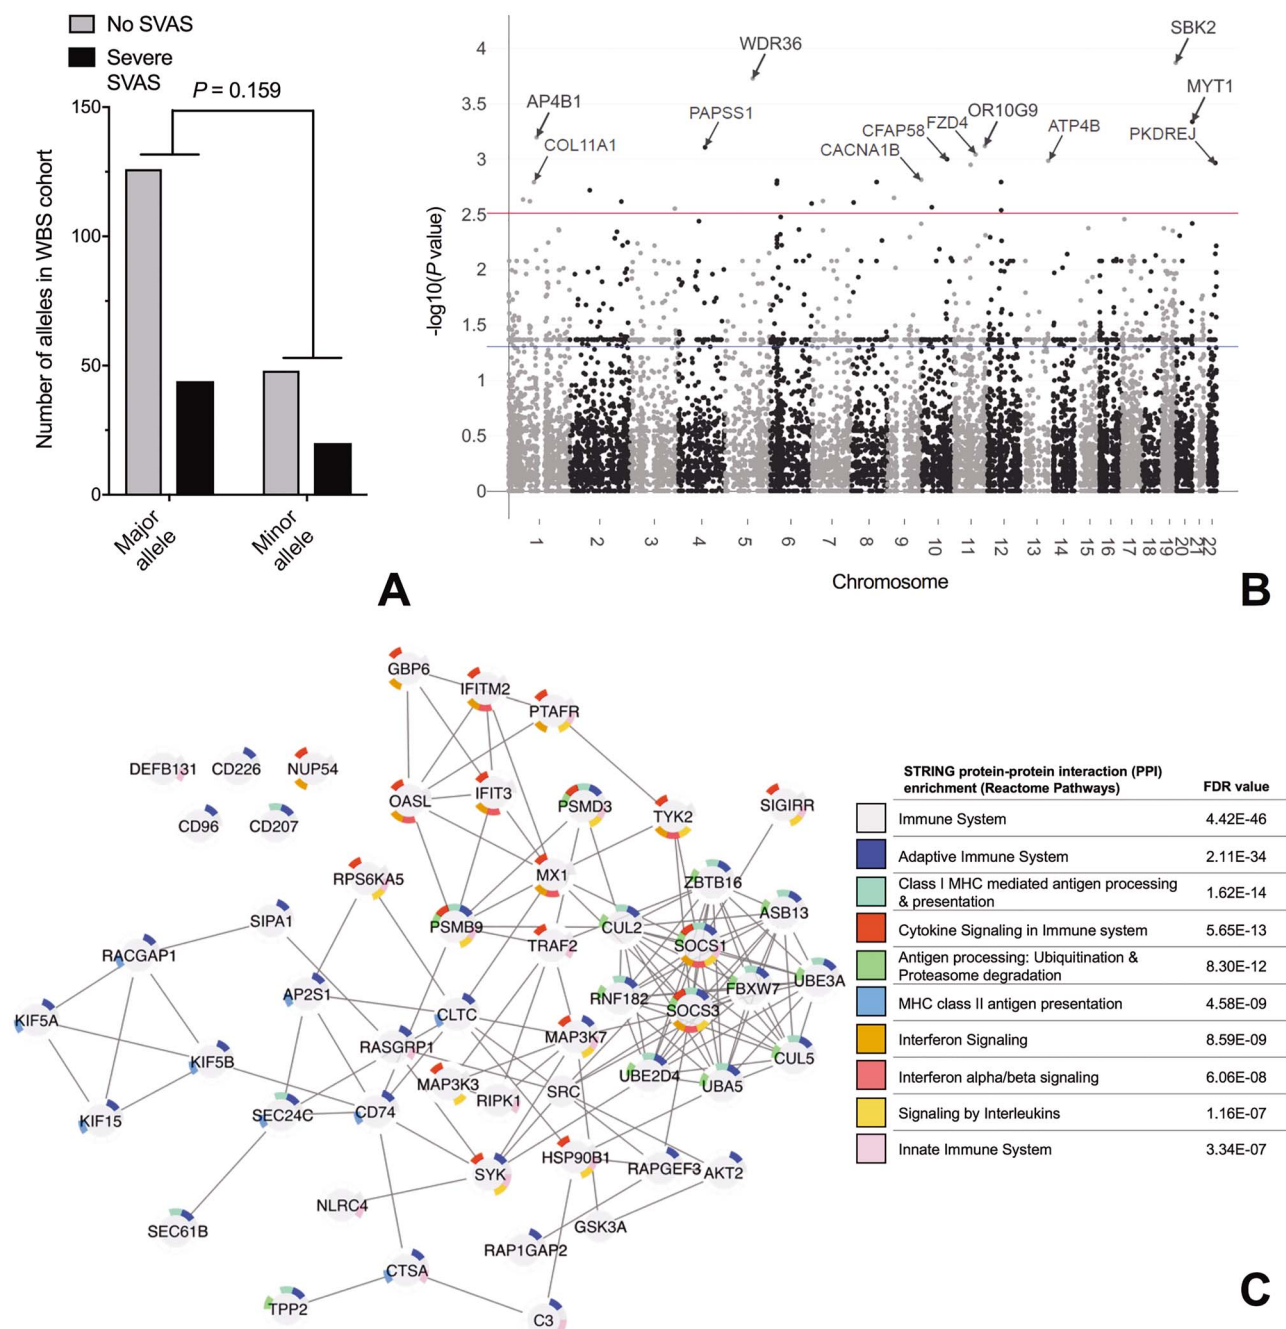 No SVAS
Severe
SVAS
P = 0.159
150
100
50
0
Number of alleles in WBS cohort
Major
allele
Minor
allele
A
4
3.5
3
2.5
2
1.5
1
0.5
0
-log10(P value)
WDR36
SBK2
AP4B1
COL11A1
PAPSS1
CACNA1B
CFAP58
FZD4
OR10G9
ATP4B
MYT1
PKDREJ
1
2
3
4
5
6
7
8
9
10
11
12
13
14
15
16
17
18
19
20
21
22
Chromosome
B
GBP6
IFITM2
PTAFR
DEFB131
CD226
NUP54
CD96
CD207
OASL
IFIT3
PSMD3
TYK2
SIGIRR
RPS6KA5
MX1
ZBTB16
SIPA1
PSMB9
TRAF2
CUL2
SOCS1
ASB13
RACGAP1
AP2S1
CLTC
RNF182
SOCS3
FBXW7
UBE3A
KIF5A
KIF5B
RASGRP1
MAP3K7
CUL5
KIF15
SEC24C
CD74
MAP3K3
RIPK1
SRC
UBE2D4
UBA5
SYK
HSP90B1
RAPGEF3
AKT2
NLRC4
SEC61B
RAP1GAP2
GSK3A
CTSA
TPP2
C3
STRING protein-protein interaction (PPI)
enrichment (Reactome Pathways) FDR value
Immune System 4.42E-46
Adaptive Immune System 2.11E-34
Class I MHC mediated antigen processing
& presentation 1.62E-14
Cytokine Signaling in Immune system 5.65E-13
Antigen processing: Ubiquitination &
Proteasome degradation 8.30E-12
MHC class II antigen presentation 4.58E-09
Interferon Signaling 8.59E-09
Interferon alpha/beta signaling 6.06E-08
Signaling by Interleukins 1.16E-07
Innate Immune System 3.34E-07
C